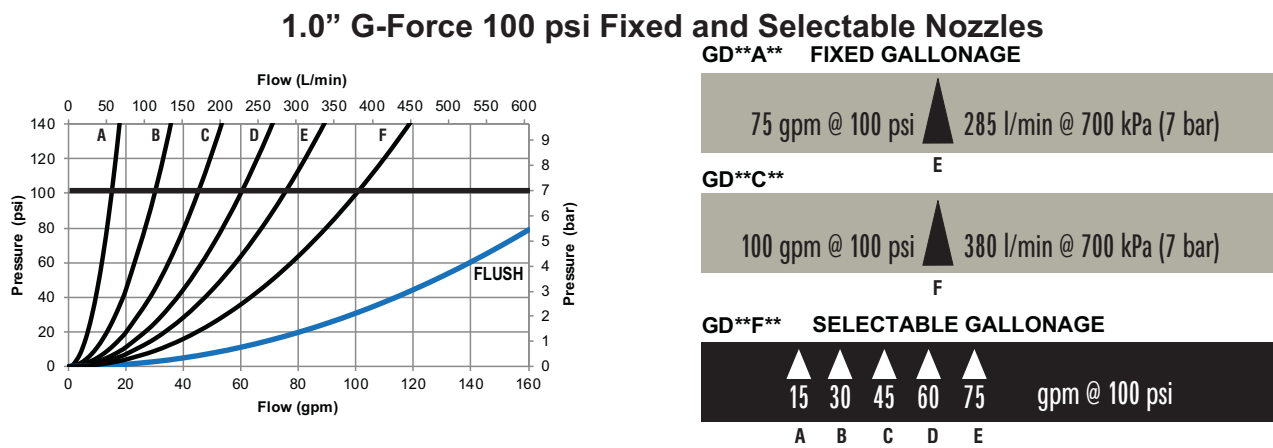 1.0” G-Force 100 psi Fixed and Selectable Nozzles
Flow (L/min)
0 50 100 150 200 250 300 350 400 450 500 550 600
140
120
100
80
60
40
20
0
Pressure (psi)
A B C D E F
FLUSH
9
8
7
6
5
4
3
2
1
0
Pressure (bar)
0 20 40 60 80 100 120 140 160
Flow (gpm)
GD**A** FIXED GALLONAGE
75 gpm @ 100 psi 285 l/min @ 700 kPa (7 bar)
E
GD**C**
100 gpm @ 100 psi 380 l/min @ 700 kPa (7 bar)
F
GD**F** SELECTABLE GALLONAGE
15 30 45 60 75 gpm @ 100 psi
A B C D E